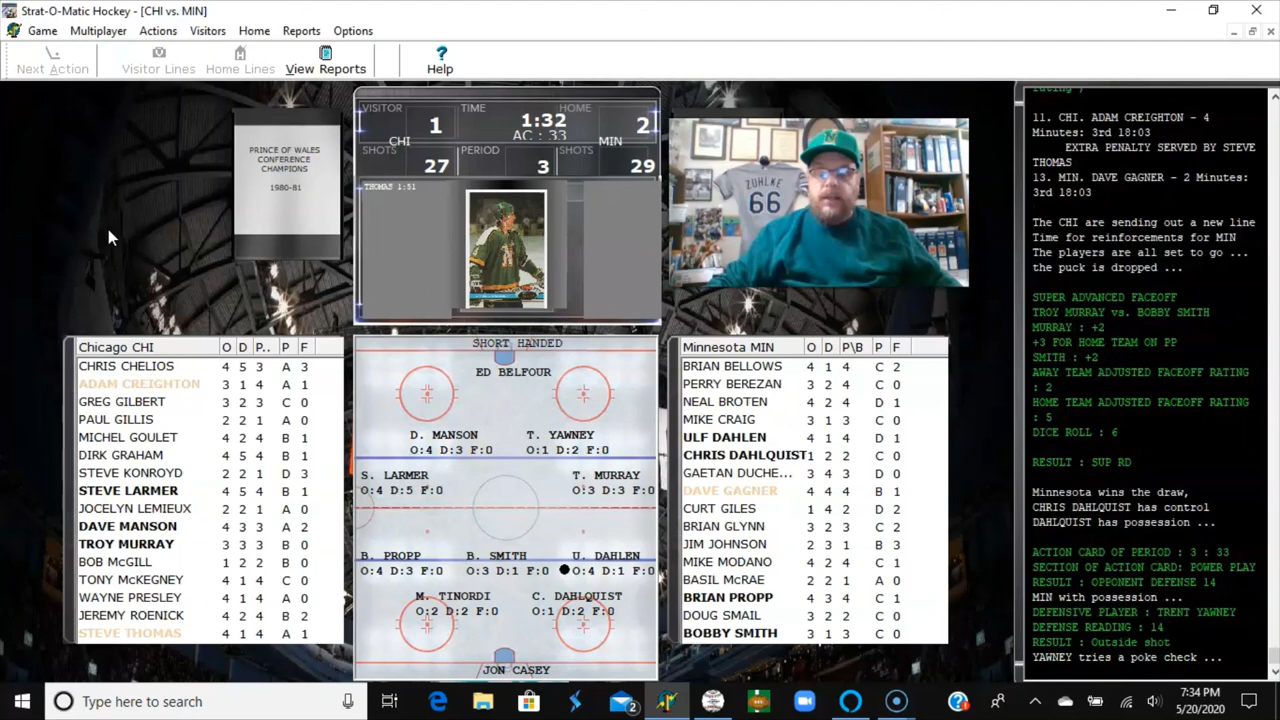 Strat-O-Matic Hockey - [CHI vs. MIN]
Game Multiplayer Actions Visitors Home Reports Options
Next Action Visitor Lines Home Lines View Reports Help
PRINCE OF WALES
CONFERENCE
CHAMPIONS
1980-81
VISITOR TIME HOME
CHI 1 1:32 MIN 2
AC : 33
SHOTS PERIOD SHOTS
27 3 29
THOMAS 1:51
ZUHLKE
66
Chicago CHI O D P.. P F
CHRIS CHELIOS 4 5 3 A 3
ADAM CREIGHTON 3 1 4 A 1
GREG GILBERT 3 2 3 C 0
PAUL GILLIS 2 2 1 A 0
MICHEL GOULET 4 2 4 B 1
DIRK GRAHAM 4 5 4 B 1
STEVE KONROYD 2 2 1 D 3
STEVE LARMER 4 5 4 B 1
JOCELYN LEMIEUX 2 2 1 A 0
DAVE MANSON 4 3 3 A 2
TROY MURRAY 3 3 3 B 0
BOB McGILL 1 2 2 B 0
TONY McKEGNEY 4 1 4 C 0
WAYNE PRESLEY 4 1 4 A 0
JEREMY ROENICK 4 2 4 B 2
STEVE THOMAS 4 1 4 A 1
SHORT HANDED
ED BELFOUR
D. MANSON T. YAWNEY
O:4 D:3 F:0 O:1 D:2 F:0
S. LARMER T. MURRAY
O:4 D:5 F:0 O:3 D:3 F:0
B. PROPP B. SMITH U. DAHLEN
O:4 D:3 F:0 O:3 D:1 F:0 O:4 D:1 F:0
M. TINORDI C. DAHLQUIST
O:2 D:2 F:0 O:1 D:2 F:0
JON CASEY
Minnesota MIN O D P\B P F
BRIAN BELLOWS 4 1 4 C 2
PERRY BEREZAN 3 2 3 C 0
NEAL BROTEN 4 2 4 D 1
MIKE CRAIG 3 1 3 C 0
ULF DAHLEN 4 1 4 D 1
CHRIS DAHLQUIST 1 2 2 C 0
GAETAN DUCHE... 3 4 3 D 0
DAVE GAGNER 4 4 4 B 1
CURT GILES 1 4 2 D 2
BRIAN GLYNN 3 2 3 C 2
JIM JOHNSON 2 3 1 B 3
MIKE MODANO 4 2 4 C 1
BASIL McRAE 2 2 1 A 0
BRIAN PROPP 4 3 4 C 1
DOUG SMAIL 3 2 2 C 0
BOBBY SMITH 3 1 3 C 0
rating )
11. CHI. ADAM CREIGHTON - 4
Minutes: 3rd 18:03
EXTRA PENALTY SERVED BY STEVE
THOMAS
13. MIN. DAVE GAGNER - 2 Minutes:
3rd 18:03
The CHI are sending out a new line
Time for reinforcements for MIN
The players are all set to go ...
the puck is dropped ...
SUPER ADVANCED FACEOFF
TROY MURRAY vs. BOBBY SMITH
MURRAY : +2
+3 FOR HOME TEAM ON PP
SMITH : +2
AWAY TEAM ADJUSTED FACEOFF RATING
: 2
HOME TEAM ADJUSTED FACEOFF RATING
: 5
DICE ROLL : 6
RESULT : SUP RD
Minnesota wins the draw,
CHRIS DAHLQUIST has control
DAHLQUIST has possession ...
ACTION CARD OF PERIOD : 3 : 33
SECTION OF ACTION CARD: POWER PLAY
RESULT : OPPONENT DEFENSE 14
MIN with possession ...
DEFENSIVE PLAYER : TRENT YAWNEY
DEFENSE READING : 14
RESULT : Outside shot
YAWNEY tries a poke check ...
Type here to search
2
7:34 PM
5/20/2020